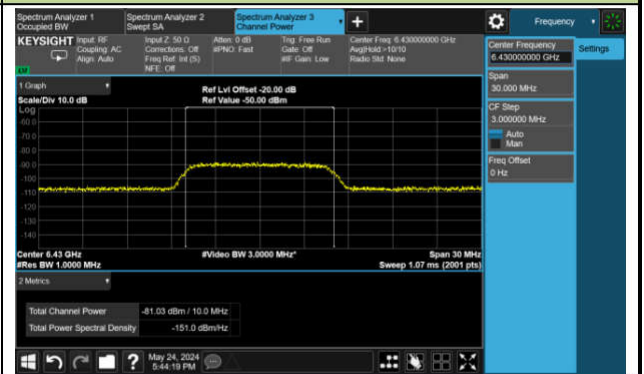 Spectrum Analyzer 1
Occupied BW
Spectrum Analyzer 2
Swept SA
Spectrum Analyzer 3
Channel Power
Frequency
KEYSIGHT
Input: RF
Coupling: AC
Align: Auto
Input Z: 50 Ω
Corrections: Off
Freq Ref: Int (S)
NFE: Off
Atten: 0 dB
#PNO: Fast
Trig: Free Run
Gate: Off
#IF Gain: Low
Center Freq: 6.430000000 GHz
Avg|Hold:>10/10
Radio Std: None
Center Frequency
6.430000000 GHz
Settings
Span
30.000 MHz
CF Step
3.000000 MHz
Auto
Man
Freq Offset
0 Hz
1 Graph
Scale/Div 10.0 dB
Ref Lvl Offset -20.00 dB
Ref Value -50.00 dBm
Log
-60.0
-70.0
-80.0
-90.0
-100
-110
-120
-130
-140
Center 6.43 GHz
#Video BW 3.0000 MHz*
Span 30 MHz
#Res BW 1.0000 MHz
Sweep 1.07 ms (2001 pts)
2 Metrics
Total Channel Power -81.03 dBm / 10.0 MHz
Total Power Spectral Density -151.0 dBm/Hz
May 24, 2024
5:44:19 PM